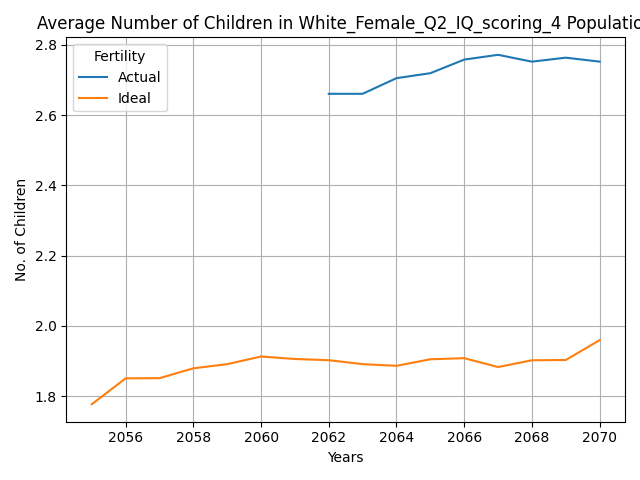 Average Number of Children in White_Female_Q2_IQ_scoring_4 Populatio
Fertility
Actual
Ideal
2.8
2.6
2.4
2.2
2.0
1.8
No. of Children
2056 2058 2060 2062 2064 2066 2068 2070
Years